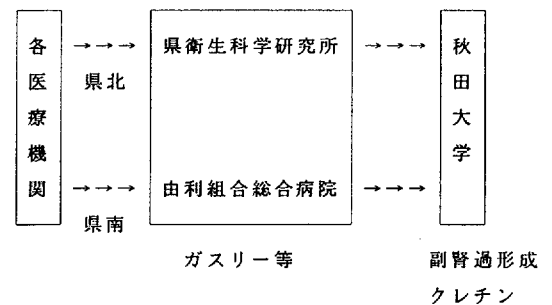 各医療機関
→→→→ 県衛生科学研究所 →→→→
県北
→→→→ 由利組合総合病院 →→→→
県南
秋田大学
ガスリー等
副腎過形成
クレチン